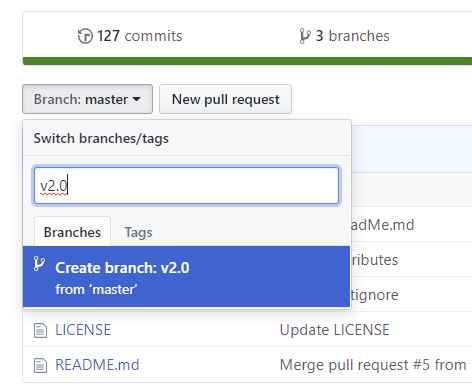 127 commits 3 branches
Branch: master New pull request
Switch branches/tags
v2.0
Branches Tags
adMe.md
Create branch: v2.0
ributes
from ‘master’
tignore
LICENSE Update LICENSE
README.md Merge pull request #5 from